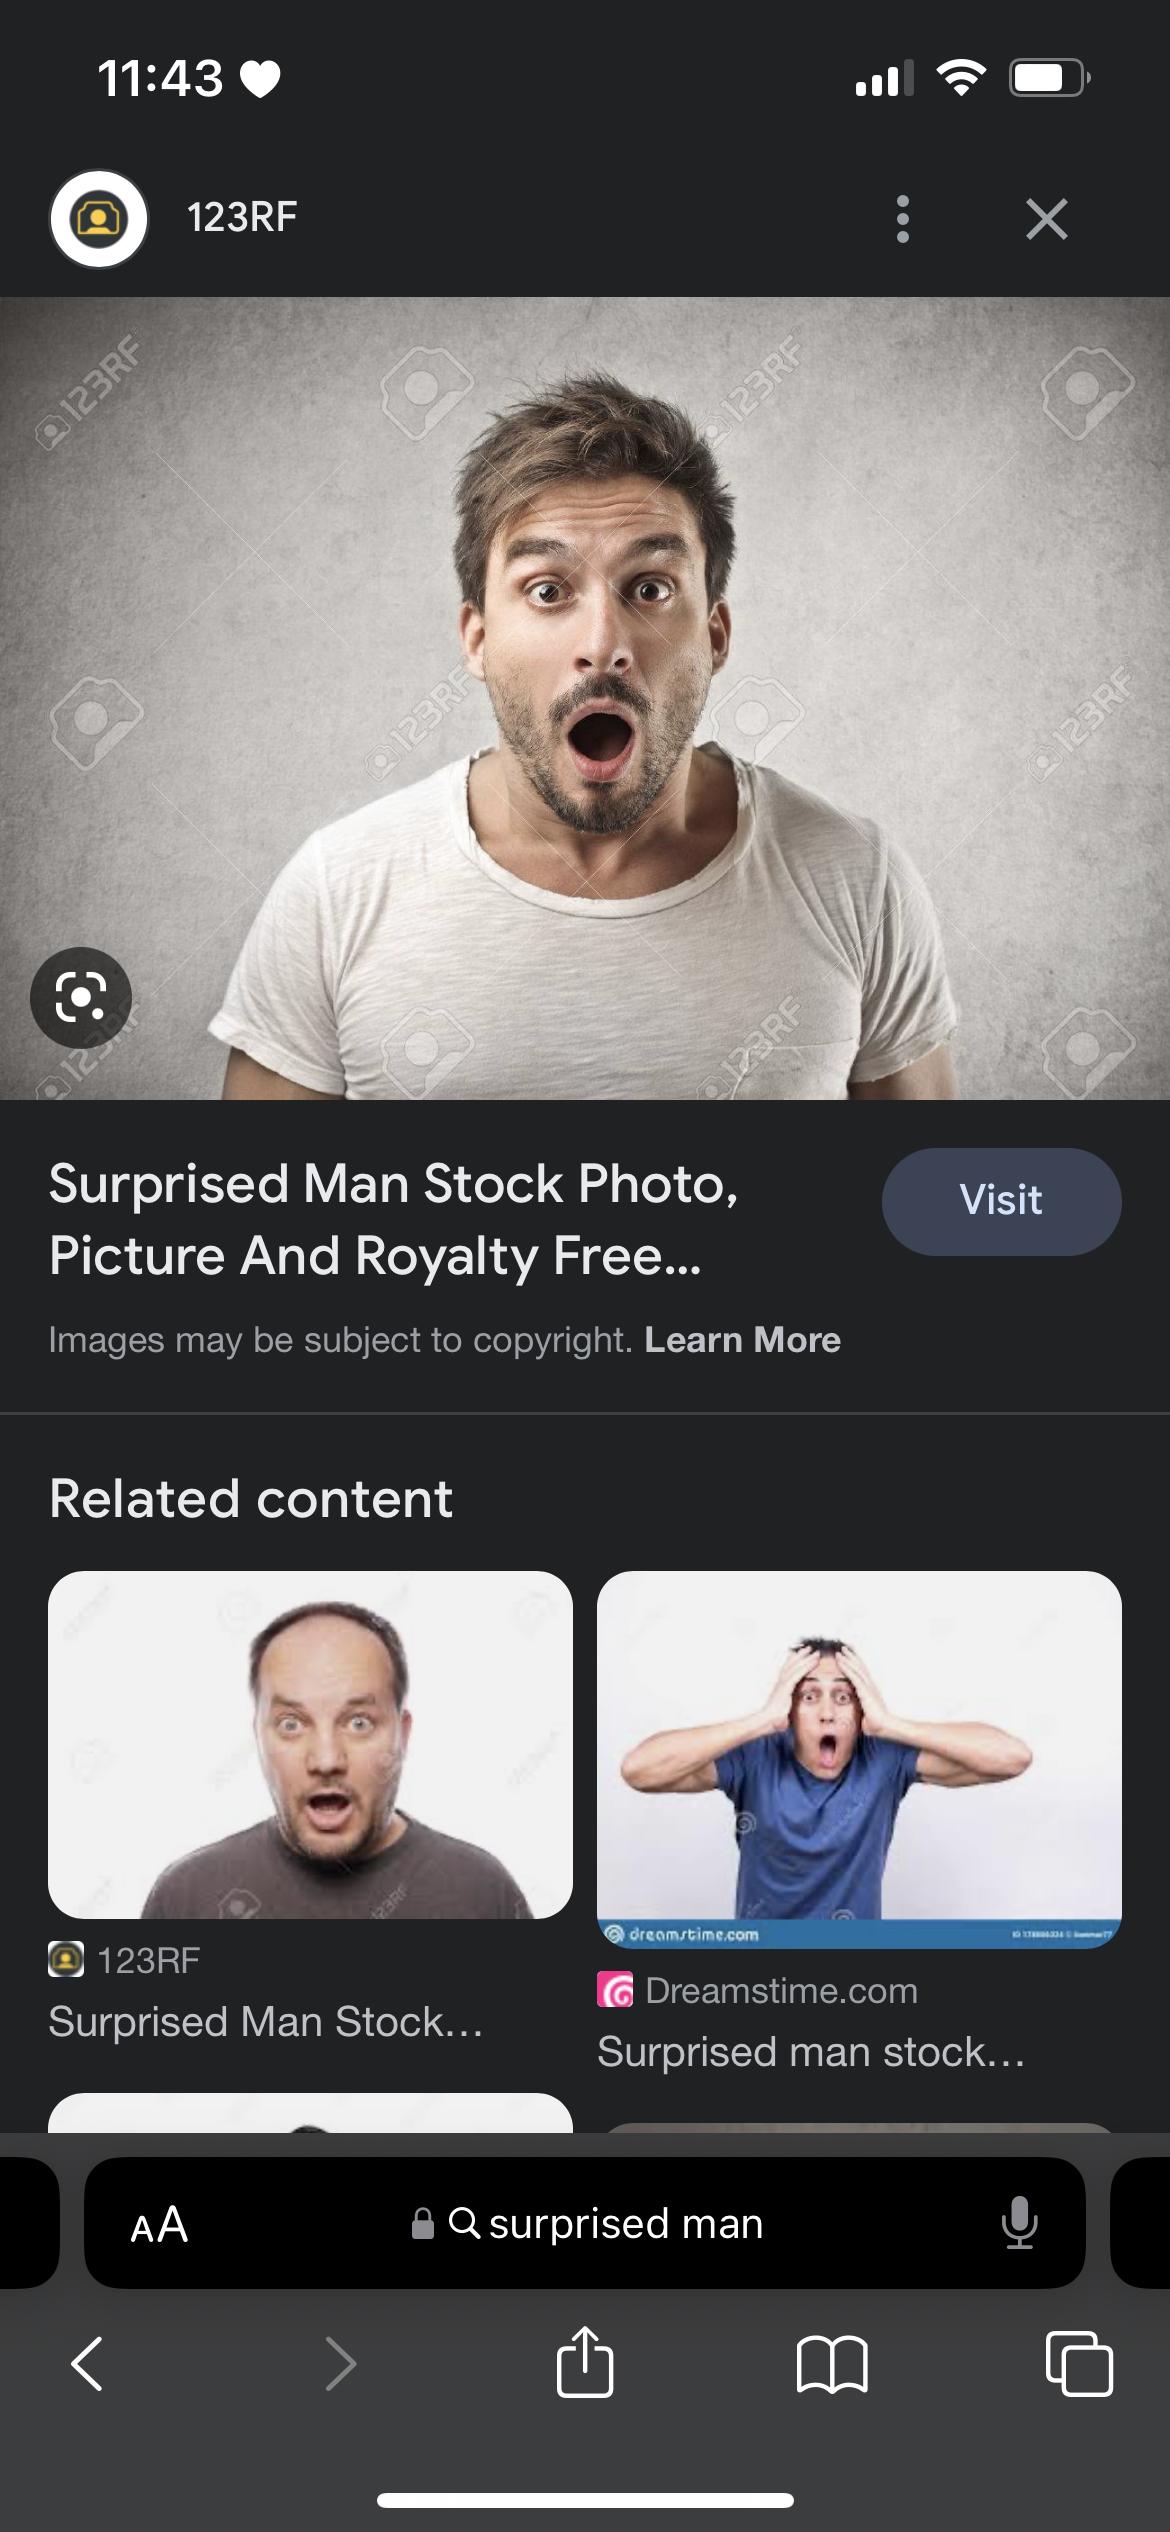 11:43
123RF
123RF
123RF
123RF
123RF
123RF
123RF
Surprised Man Stock Photo,
Picture And Royalty Free...
Visit
Images may be subject to copyright. Learn More
Related content
dreamstime.com
123RF
Surprised Man Stock...
Dreamstime.com
Surprised man stock...
AA
surprised man